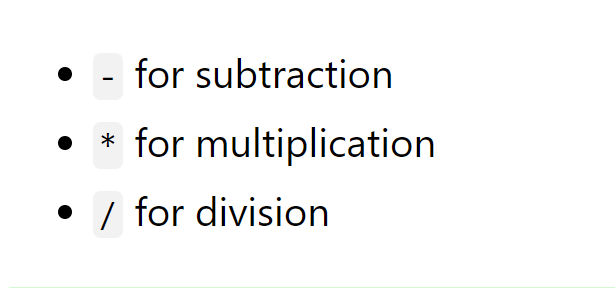 - for subtraction
* for multiplication
/ for division